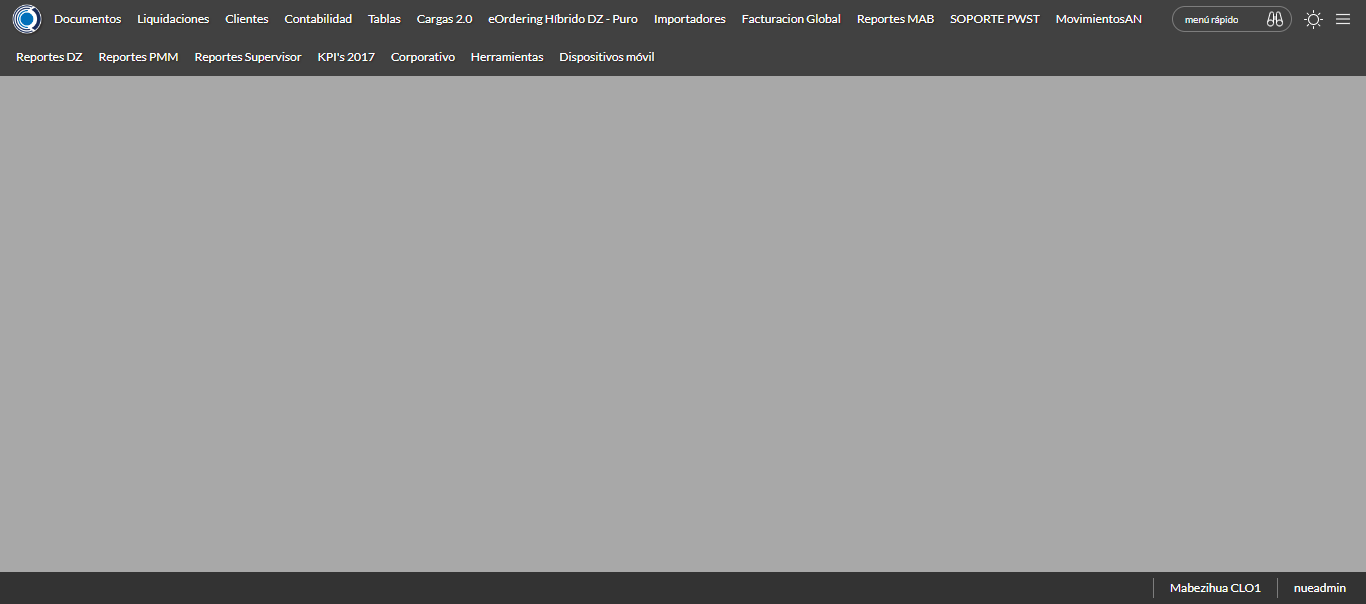 Documentos Liquidaciones Clientes Contabilidad Tablas Cargas 2.0 eOrdering Híbrido DZ - Puro Importadores Facturacion Global Reportes MAB SOPORTE PWST MovimientosAN menú rápido
Reportes DZ Reportes PMM Reportes Supervisor KPI's 2017 Corporativo Herramientas Dispositivos móvil
Mabezihua CLO1 nueadmin